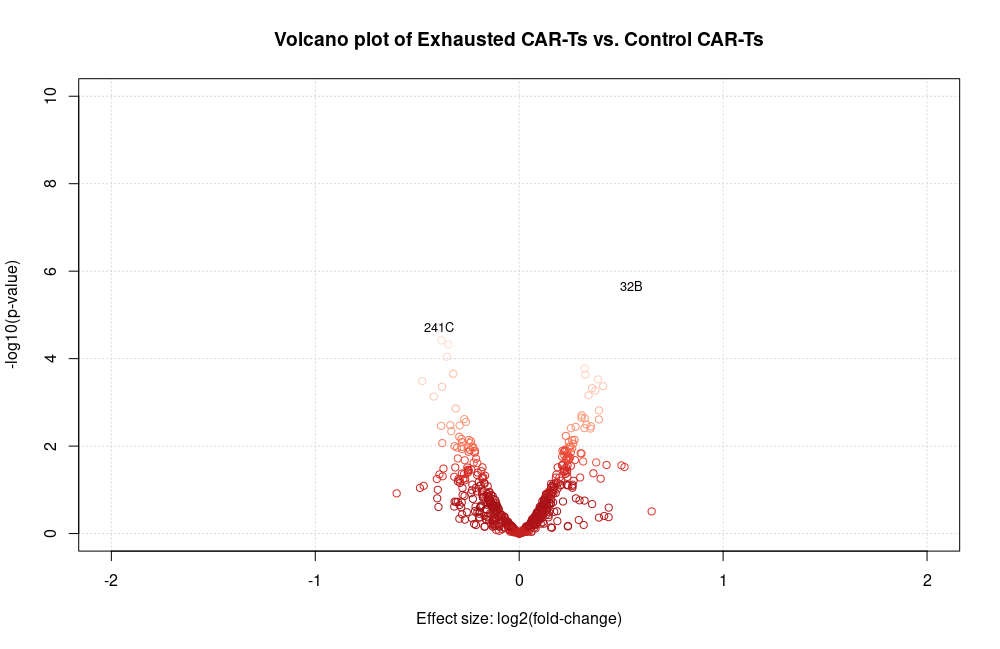 Volcano plot of Exhausted CAR-Ts vs. Control CAR-Ts
10
8
6
4
2
0
-log10(p-value)
32B
241C
-2 -1 0 1 2
Effect size: log2(fold-change)